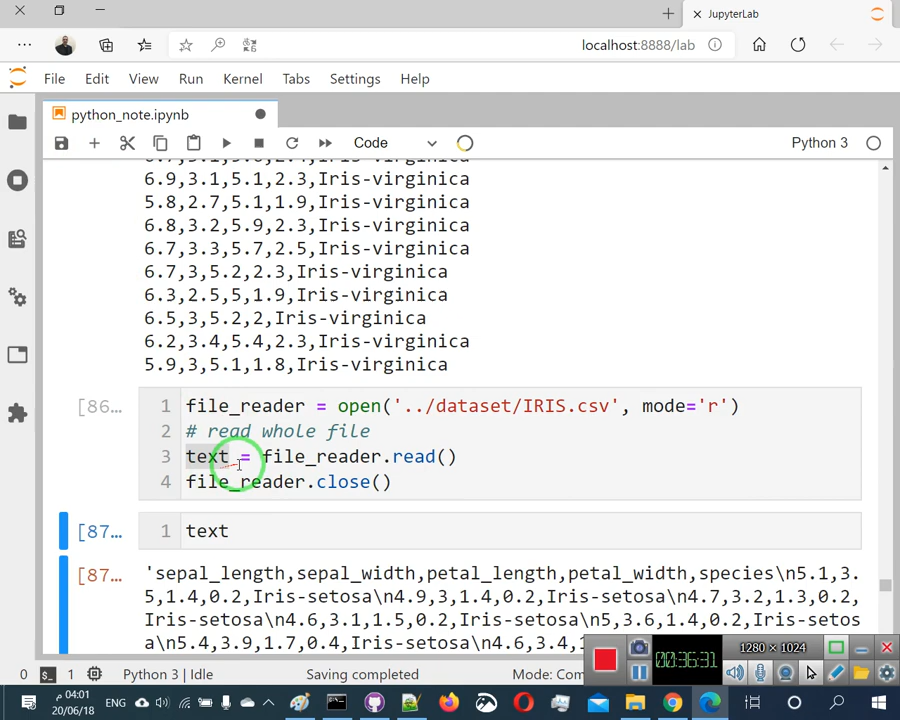 JupyterLab
localhost:8888/lab
File Edit View Run Kernel Tabs Settings Help
python_note.ipynb
Code
Python 3
6.9,3.1,5.1,2.3,Iris-virginica
5.8,2.7,5.1,1.9,Iris-virginica
6.8,3.2,5.9,2.3,Iris-virginica
6.7,3.3,5.7,2.5,Iris-virginica
6.7,3,5.2,2.3,Iris-virginica
6.3,2.5,5,1.9,Iris-virginica
6.5,3,5.2,2,Iris-virginica
6.2,3.4,5.4,2.3,Iris-virginica
5.9,3,5.1,1.8,Iris-virginica
[86… 1 file_reader = open('../dataset/IRIS.csv', mode='r')
2 # read whole file
3 text = file_reader.read()
4 file_reader.close()
[87… 1 text
[87… 'sepal_length,sepal_width,petal_length,petal_width,species\n5.1,3.
5,1.4,0.2,Iris-setosa\n4.9,3,1.4,0.2,Iris-setosa\n4.7,3.2,1.3,0.2,
Iris-setosa\n4.6,3.1,1.5,0.2,Iris-setosa\n5,3.6,1.4,0.2,Iris-setos
a\n5.4,3.9,1.7,0.4,Iris-setosa\n4.6,3.4,1
00:36:31
1280 × 1024
0 1 Python 3 | Idle Saving completed Mode: Com
ENG
04:01 م
20/06/18